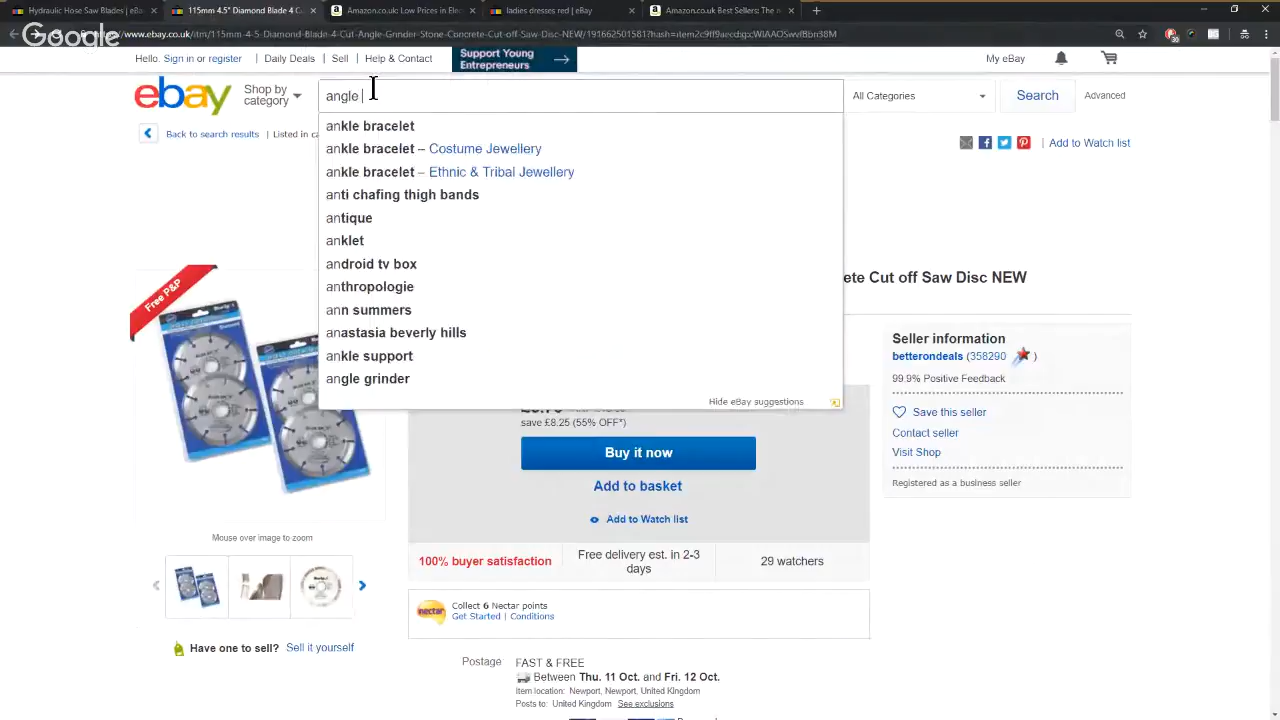 Hydraulic Hose Saw Blades | eBay
115mm 4.5" Diamond Blade 4 Cu
Amazon.co.uk: Low Prices in Elec
ladies dresses red | eBay
Amazon.co.uk Best Sellers: The
Google
Hello. Sign in or register
Daily Deals
Sell
Help & Contact
Support Young
Entrepreneurs
My eBay
ebay
Shop by
category
angle
All Categories
Search
Advanced
Back to search results | Listed in ca
Add to Watch list
ankle bracelet
ankle bracelet – Costume Jewellery
ankle bracelet – Ethnic & Tribal Jewellery
anti chafing thigh bands
antique
anklet
android tv box
anthropologie
ann summers
anastasia beverly hills
ankle support
angle grinder
Hide eBay suggestions
ete Cut off Saw Disc NEW
Free P&P
Seller information
betterondeals (358290 )
99.9% Positive Feedback
Save this seller
Contact seller
Visit Shop
Registered as a business seller
save £8.25 (55% OFF*)
Buy it now
Add to basket
Add to Watch list
100% buyer satisfaction
Free delivery est. in 2-3
days
29 watchers
Mouse over image to zoom
nectar
Collect 6 Nectar points
Get Started | Conditions
Have one to sell? Sell it yourself
Postage
FAST & FREE
Between Thu. 11 Oct. and Fri. 12 Oct.
Item location: Newport, Newport, United Kingdom
Posts to: United Kingdom See exclusions